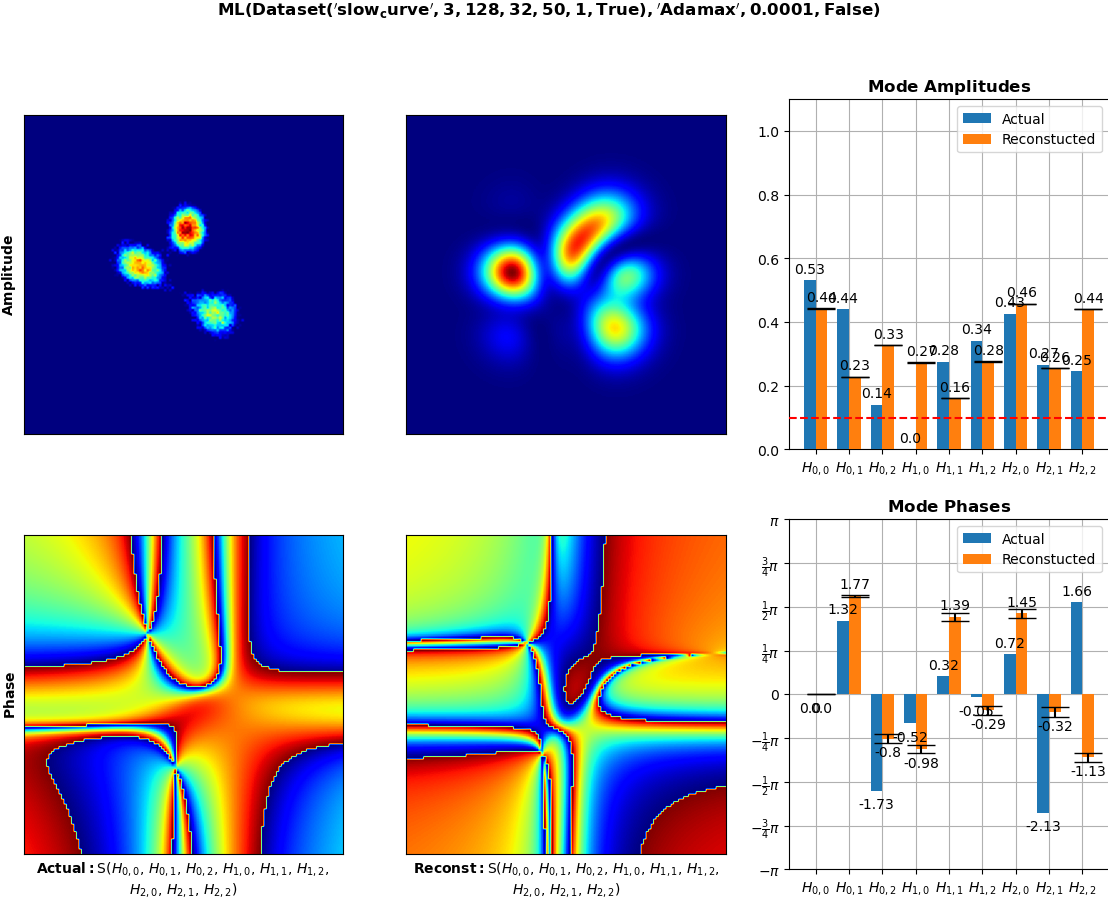 ML(Dataset('slow_curve', 3, 128, 32, 50, 1, True), 'Adamax', 0.0001, False)
Amplitude
Mode Amplitudes
Actual
Reconstucted
1.0
0.8
0.6
0.4
0.2
0.0
0.53 0.44 0.14 0.0 0.28 0.34 0.43 0.27 0.25
0.44 0.23 0.33 0.27 0.16 0.28 0.46 0.26 0.44
H0,0 H0,1 H0,2 H1,0 H1,1 H1,2 H2,0 H2,1 H2,2
Phase
Mode Phases
Actual
Reconstucted
π
3/4π
1/2π
1/4π
0
−1/4π
−1/2π
−3/4π
−π
0.0 1.32 -1.73 -0.52 0.32 -0.05 0.72 -2.13 1.66
0.0 1.77 -0.8 -0.98 1.39 -0.29 1.45 -0.32 -1.13
H0,0 H0,1 H0,2 H1,0 H1,1 H1,2 H2,0 H2,1 H2,2
Actual: S(H0,0, H0,1, H0,2, H1,0, H1,1, H1,2,
H2,0, H2,1, H2,2)
Reconst: S(H0,0, H0,1, H0,2, H1,0, H1,1, H1,2,
H2,0, H2,1, H2,2)